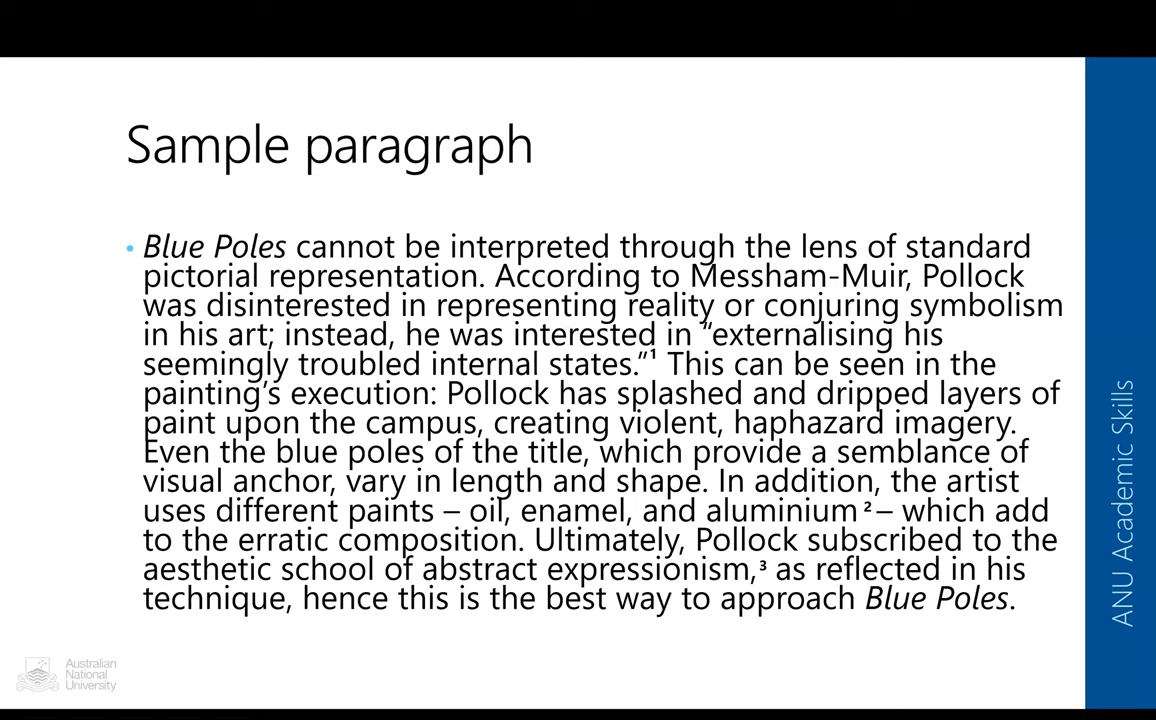 Sample paragraph
• Blue Poles cannot be interpreted through the lens of standard
pictorial representation. According to Messham-Muir, Pollock
was disinterested in representing reality or conjuring symbolism
in his art; instead, he was interested in “externalising his
seemingly troubled internal states.”¹ This can be seen in the
painting’s execution: Pollock has splashed and dripped layers of
paint upon the campus, creating violent, haphazard imagery.
Even the blue poles of the title, which provide a semblance of
visual anchor, vary in length and shape. In addition, the artist
uses different paints – oil, enamel, and aluminium ² – which add
to the erratic composition. Ultimately, Pollock subscribed to the
aesthetic school of abstract expressionism,³ as reflected in his
technique, hence this is the best way to approach Blue Poles.
ANU Academic Skills
Australian
National
University